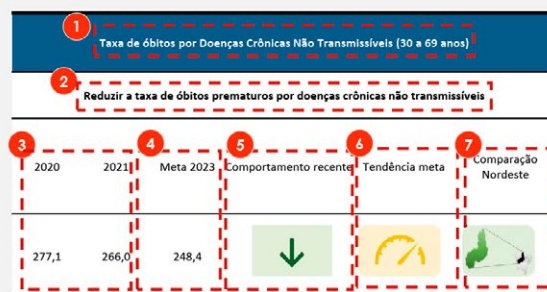 1
Taxa de óbitos por Doenças Crônicas Não Transmissíveis (30 a 69 anos)
2
Reduzir a taxa de óbitos prematuros por doenças crônicas não transmissíveis
3 4 5 6 7
2020 2021 Meta 2023 Comportamento recente Tendência meta Comparação
Nordeste
277,1 266,0 248,4